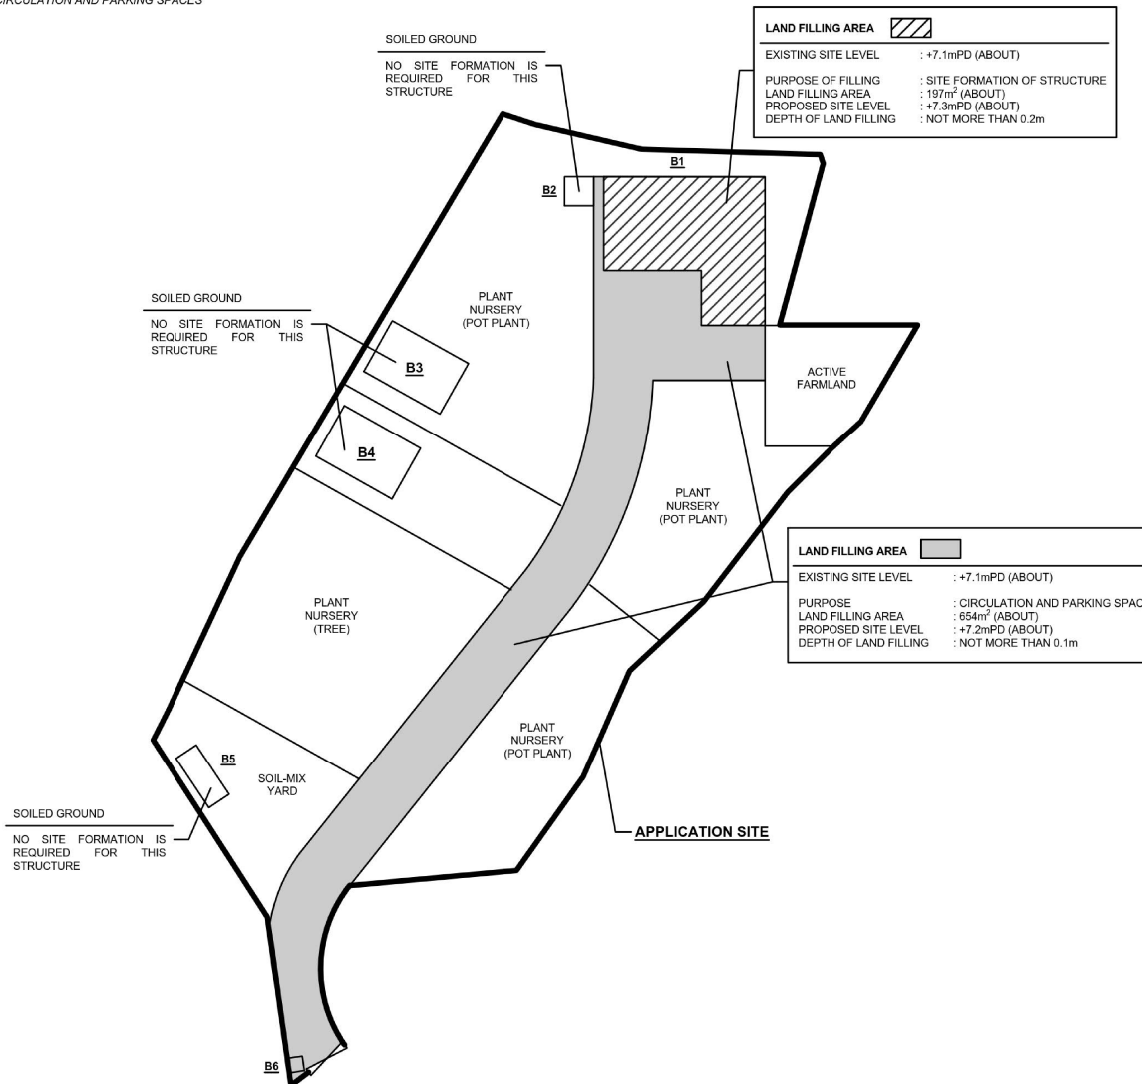 CIRCULATION AND PARKING SPACES
LAND FILLING AREA
EXISTING SITE LEVEL : +7.1mPD (ABOUT)
PURPOSE OF FILLING : SITE FORMATION OF STRUCTURE
LAND FILLING AREA : 197m² (ABOUT)
PROPOSED SITE LEVEL : +7.3mPD (ABOUT)
DEPTH OF LAND FILLING : NOT MORE THAN 0.2m
SOILED GROUND
NO SITE FORMATION IS
REQUIRED FOR THIS
STRUCTURE
B1
B2
SOILED GROUND
NO SITE FORMATION IS
REQUIRED FOR THIS
STRUCTURE
PLANT
NURSERY
(POT PLANT)
B3
ACTIVE
FARMLAND
B4
PLANT
NURSERY
(POT PLANT)
LAND FILLING AREA
EXISTING SITE LEVEL : +7.1mPD (ABOUT)
PURPOSE : CIRCULATION AND PARKING SPAC
LAND FILLING AREA : 654m² (ABOUT)
PROPOSED SITE LEVEL : +7.2mPD (ABOUT)
DEPTH OF LAND FILLING : NOT MORE THAN 0.1m
PLANT
NURSERY
(TREE)
PLANT
NURSERY
(POT PLANT)
B5
SOIL-MIX
YARD
SOILED GROUND
NO SITE FORMATION IS
REQUIRED FOR THIS
STRUCTURE
APPLICATION SITE
B6